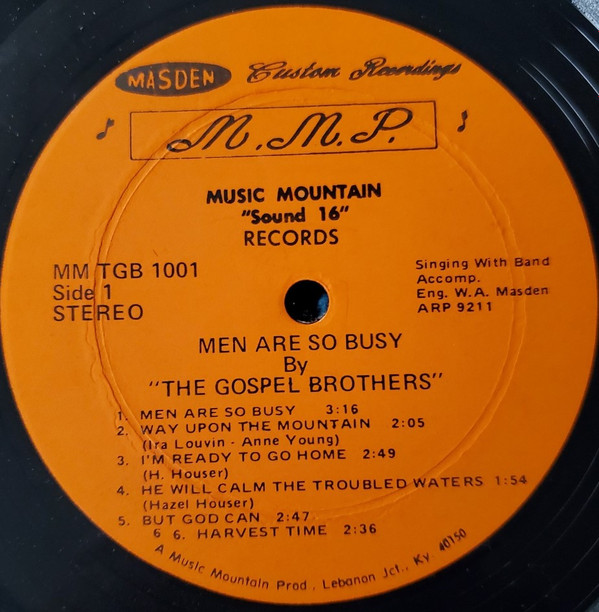 MASDEN Custom Recordings
M.M.P.
MUSIC MOUNTAIN
"Sound 16"
RECORDS
MM TGB 1001
Side 1
STEREO
Singing With Band
Accomp.
Eng. W.A. Masden
ARP 9211
MEN ARE SO BUSY
By
"THE GOSPEL BROTHERS"
1. MEN ARE SO BUSY 3:16
2. WAY UPON THE MOUNTAIN 2:05
(Ira Louvin - Anne Young)
3. I'M READY TO GO HOME 2:49
(H. Houser)
4. HE WILL CALM THE TROUBLED WATERS 1:54
(Hazel Houser)
5. BUT GOD CAN 2:47
6 6. HARVEST TIME 2:36
A Music Mountain Prod., Lebanon Jct., Ky 40150